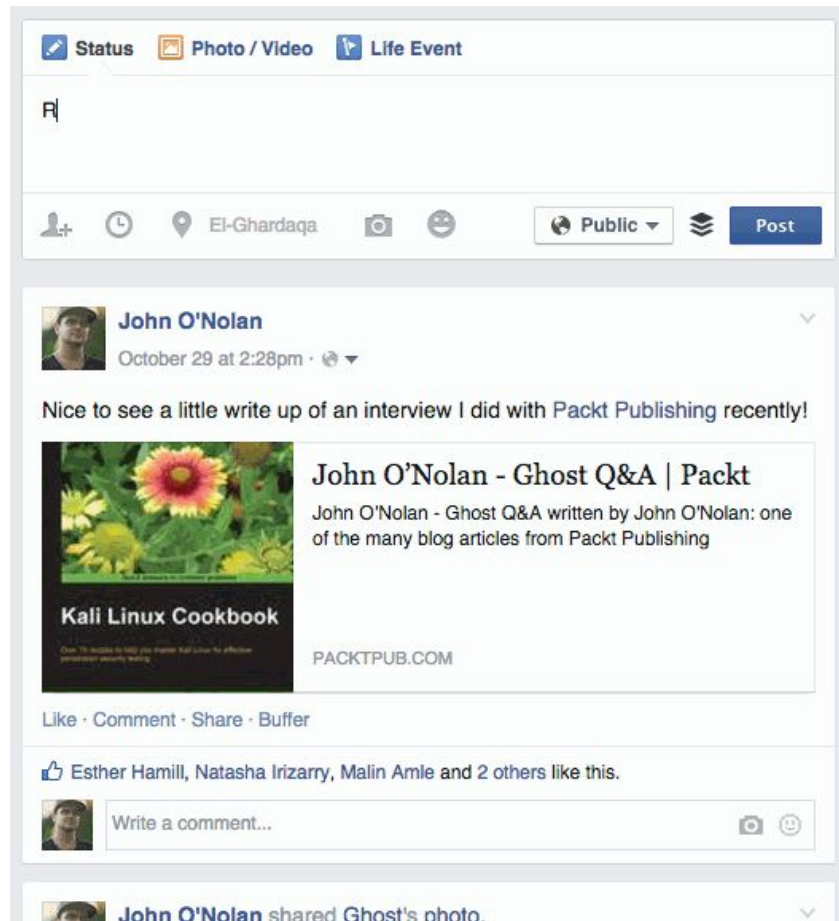 Status Photo / Video Life Event
R
El-Ghardaqa Public Post
John O'Nolan
October 29 at 2:28pm ·
Nice to see a little write up of an interview I did with Packt Publishing recently!
John O’Nolan - Ghost Q&A | Packt
John O'Nolan - Ghost Q&A written by John O'Nolan: one
of the many blog articles from Packt Publishing
Kali Linux Cookbook
PACKTPUB.COM
Like · Comment · Share · Buffer
Esther Hamill, Natasha Irizarry, Malin Amle and 2 others like this.
Write a comment...
John O'Nolan shared Ghost's photo.